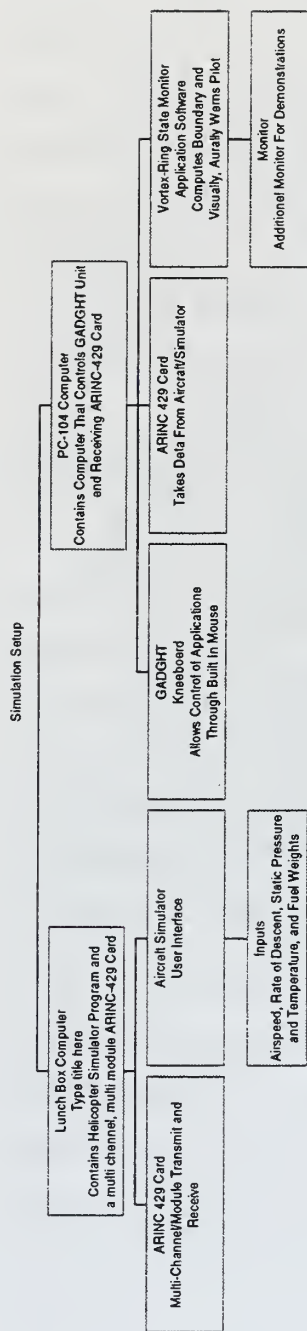 Simulation Setup
Lunch Box Computer
Type title here
Contains Helicopter Simulator Program and
a multi channel, multi module ARINC-429 Card
ARINC 429 Card
Multi-Channel/Module Transmit and
Receive
Aircraft Simulator
User Interface
Inputs
Airspeed, Rate of Descent, Static Pressure
and Temperature, and Fuel Weights
PC-104 Computer
Contains Computer That Controls GADGHT Unit
and Receiving ARINC-429 Card
GADGHT
Kneeboard
Allows Control of Applications
Through Built In Mouse
ARINC 429 Card
Takes Data From Aircraft/Simulator
Vortex-Ring State Monitor
Application Software
Computes Boundary and
Visually, Aurally Warns Pilot
Monitor
Additional Monitor For Demonstrations